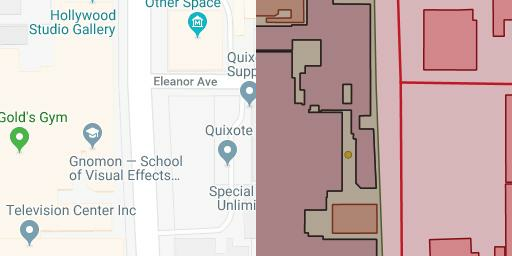 Other Space
Hollywood
Studio Gallery
Quix
Supp
Eleanor Ave
Gold's Gym
Quixote
Gnomon — School
of Visual Effects...
Special
Unlimi
Television Center Inc